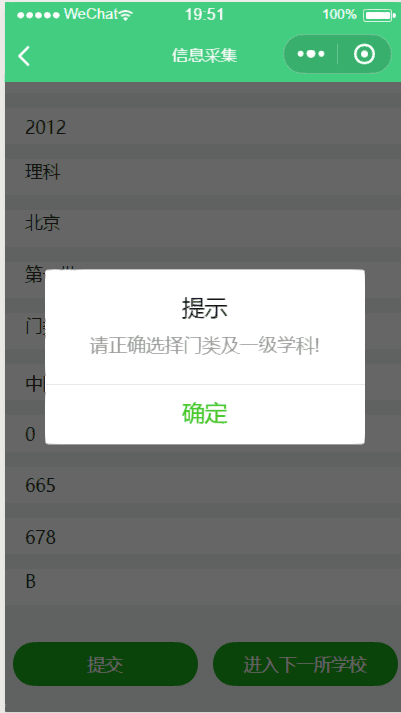 WeChat 19:51 100%
信息采集
2012
理科
北京
提示
请正确选择门类及一级学科!
确定
0
665
678
B
提交 进入下一所学校